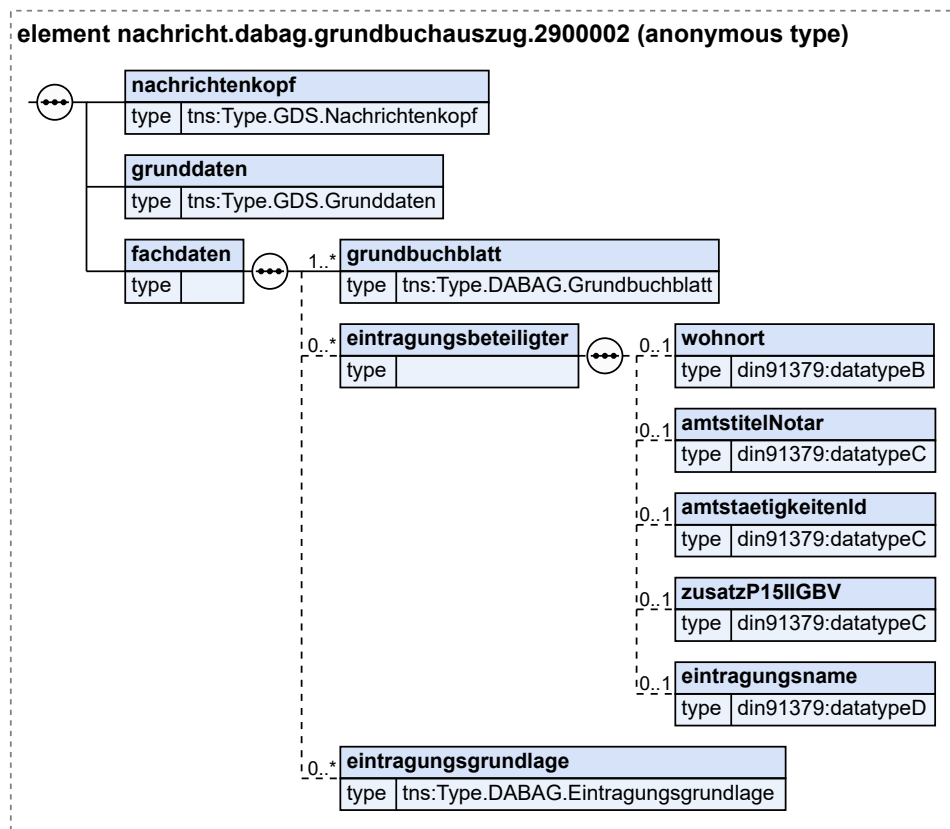 element nachricht.dabag.grundbuchauszug.2900002 (anonymous type)
nachrichtenkopf
type tns:Type.GDS.Nachrichtenkopf
grunddaten
type tns:Type.GDS.Grunddaten
fachdaten
type
1..* grundbuchblatt
type tns:Type.DABAG.Grundbuchblatt
0..* eintragungsbeteiligter
type
0..1 wohnort
type din91379:datatypeB
0..1 amtstitelNotar
type din91379:datatypeC
0..1 amtstaetigkeitenId
type din91379:datatypeC
0..1 zusatzP15IIGBV
type din91379:datatypeC
0..1 eintragungsname
type din91379:datatypeD
0..* eintragungsgrundlage
type tns:Type.DABAG.Eintragungsgrundlage